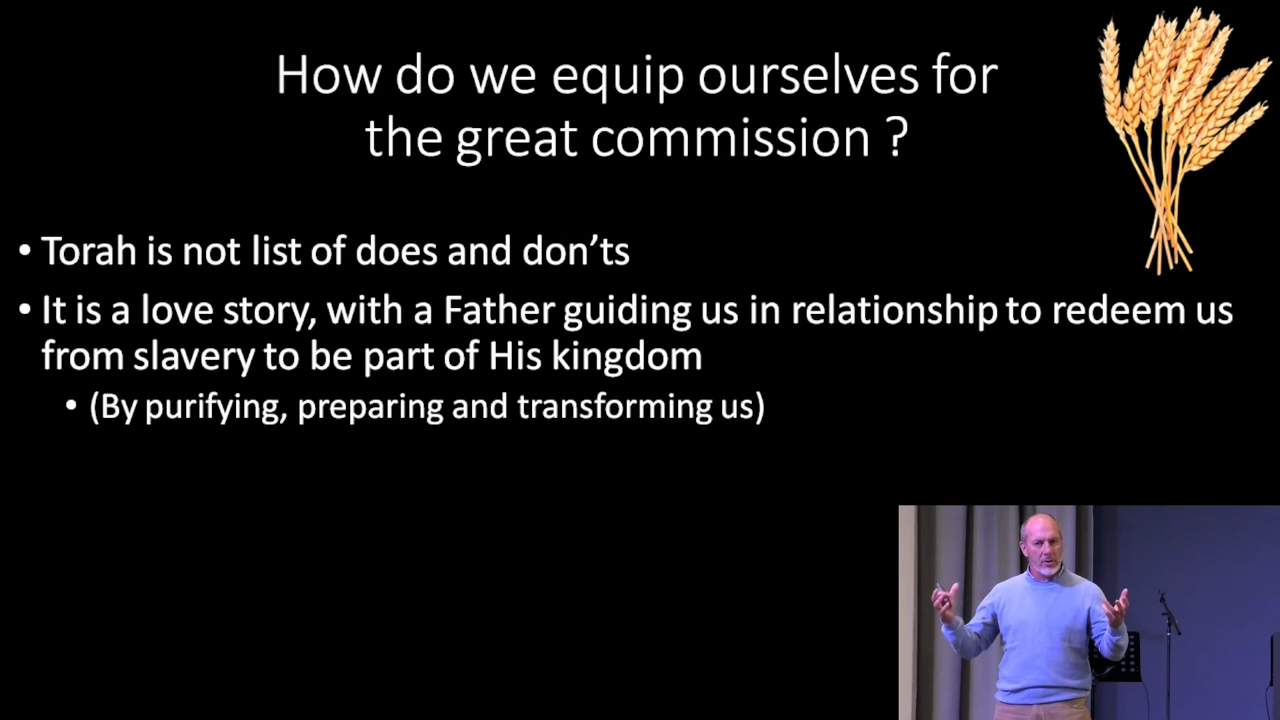 How do we equip ourselves for
the great commission ?
• Torah is not list of does and don’ts
• It is a love story, with a Father guiding us in relationship to redeem us
from slavery to be part of His kingdom
• (By purifying, preparing and transforming us)